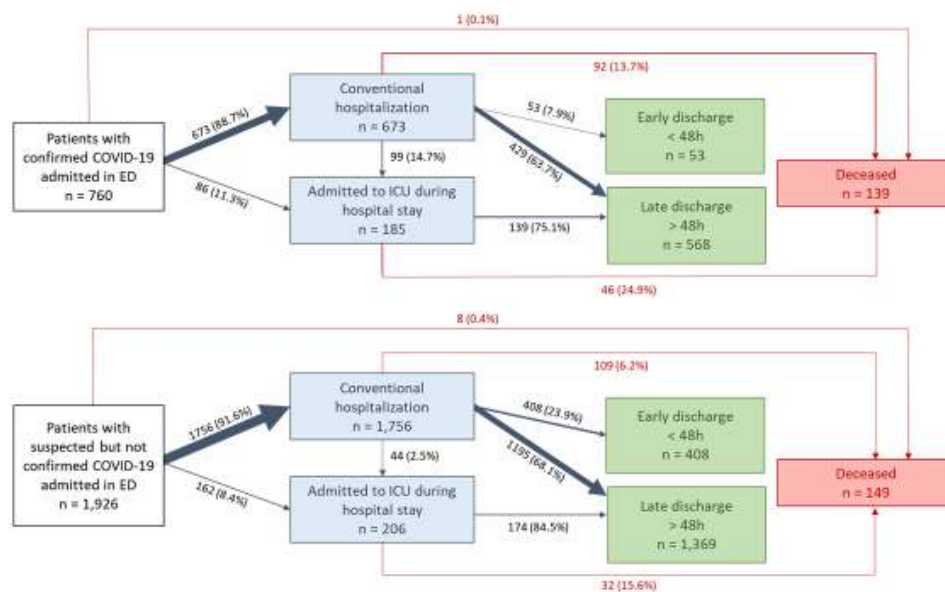 1 (0.1%)
92 (13.7%)
Conventional
hospitalization
n = 673
673 (88.7%)
53 (7.9%)
Early discharge
< 48h
n = 53
Patients with
confirmed COVID-19
admitted in ED
n = 760
99 (14.7%)
429 (63.7%)
Deceased
n = 139
86 (11.3%)
Admitted to ICU during
hospital stay
n = 185
139 (75.1%)
Late discharge
> 48h
n = 568
46 (24.9%)
8 (0.4%)
109 (6.2%)
Conventional
hospitalization
n = 1,756
1756 (91.6%)
408 (23.9%)
Early discharge
< 48h
n = 408
Patients with
suspected but not
confirmed COVID-19
admitted in ED
n = 1,926
44 (2.5%)
1195 (68.1%)
Deceased
n = 149
162 (8.4%)
Admitted to ICU during
hospital stay
n = 206
174 (84.5%)
Late discharge
> 48h
n = 1,369
32 (15.6%)